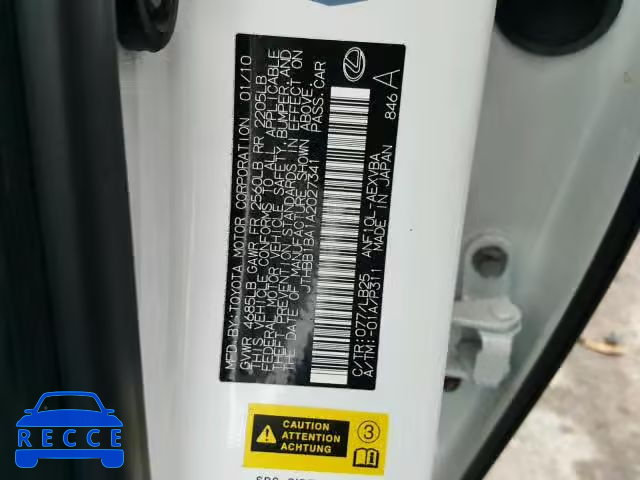 MFD. BY: TOYOTA MOTOR CORPORATION 01/10
GVWR 4685LB GAWR FR 2560LB RR 2205LB
THIS VEHICLE CONFORMS TO ALL APPLICABLE
FEDERAL MOTOR VEHICLE SAFETY, BUMPER, AND
THEFT PREVENTION STANDARDS IN EFFECT ON
THE DATE OF MANUFACTURE SHOWN ABOVE.
JTHBB1BA1A2027341 PASS. CAR
C/TR: 077/LB25 ANF10L-AEXVBA
A/TM: -01A/P311 MADE IN JAPAN 846 A
CAUTION
ATTENTION
ACHTUNG
3
RECCE